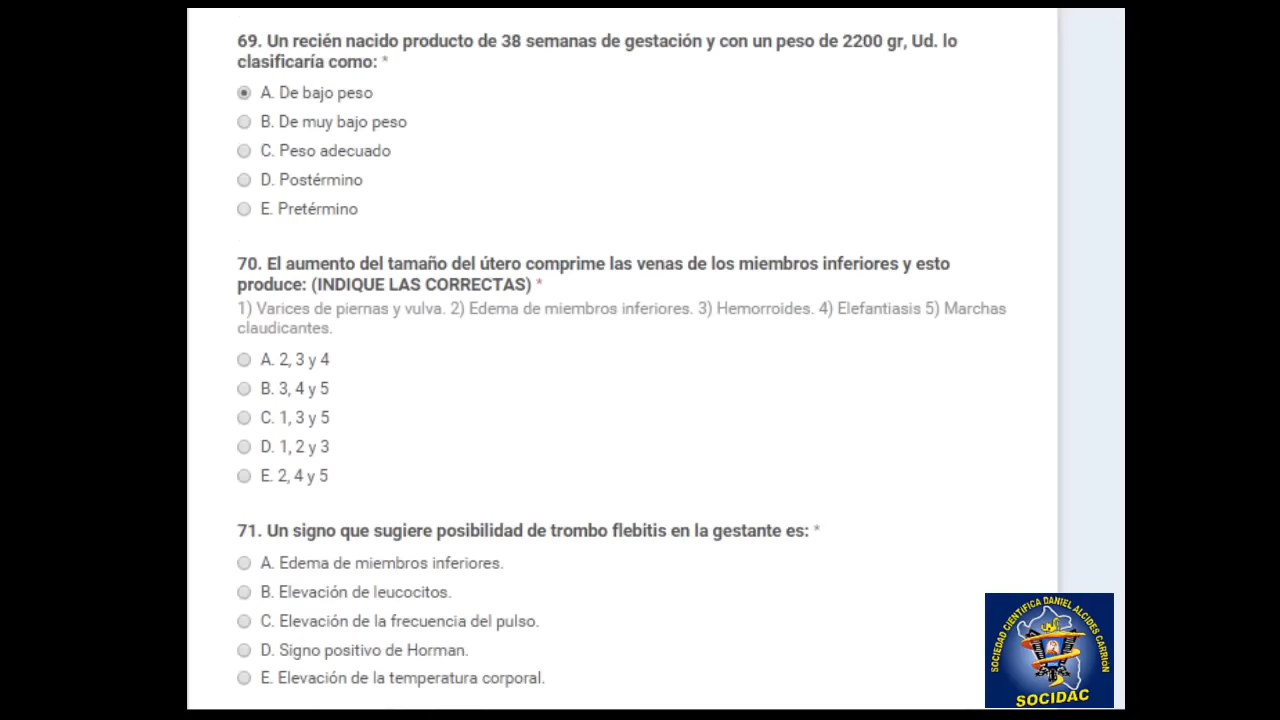 69. Un recién nacido producto de 38 semanas de gestación y con un peso de 2200 gr, Ud. lo
clasificaría como: *
A. De bajo peso
B. De muy bajo peso
C. Peso adecuado
D. Postérmino
E. Pretérmino
70. El aumento del tamaño del útero comprime las venas de los miembros inferiores y esto
produce: (INDIQUE LAS CORRECTAS) *
1) Varices de piernas y vulva. 2) Edema de miembros inferiores. 3) Hemorroides. 4) Elefantiasis 5) Marchas
claudicantes.
A. 2, 3 y 4
B. 3, 4 y 5
C. 1, 3 y 5
D. 1, 2 y 3
E. 2, 4 y 5
71. Un signo que sugiere posibilidad de trombo flebitis en la gestante es: *
A. Edema de miembros inferiores.
B. Elevación de leucocitos.
C. Elevación de la frecuencia del pulso.
D. Signo positivo de Horman.
E. Elevación de la temperatura corporal.
SOCIEDAD CIENTIFICA DANIEL ALCIDES CARRIÓN
SOCIDAC